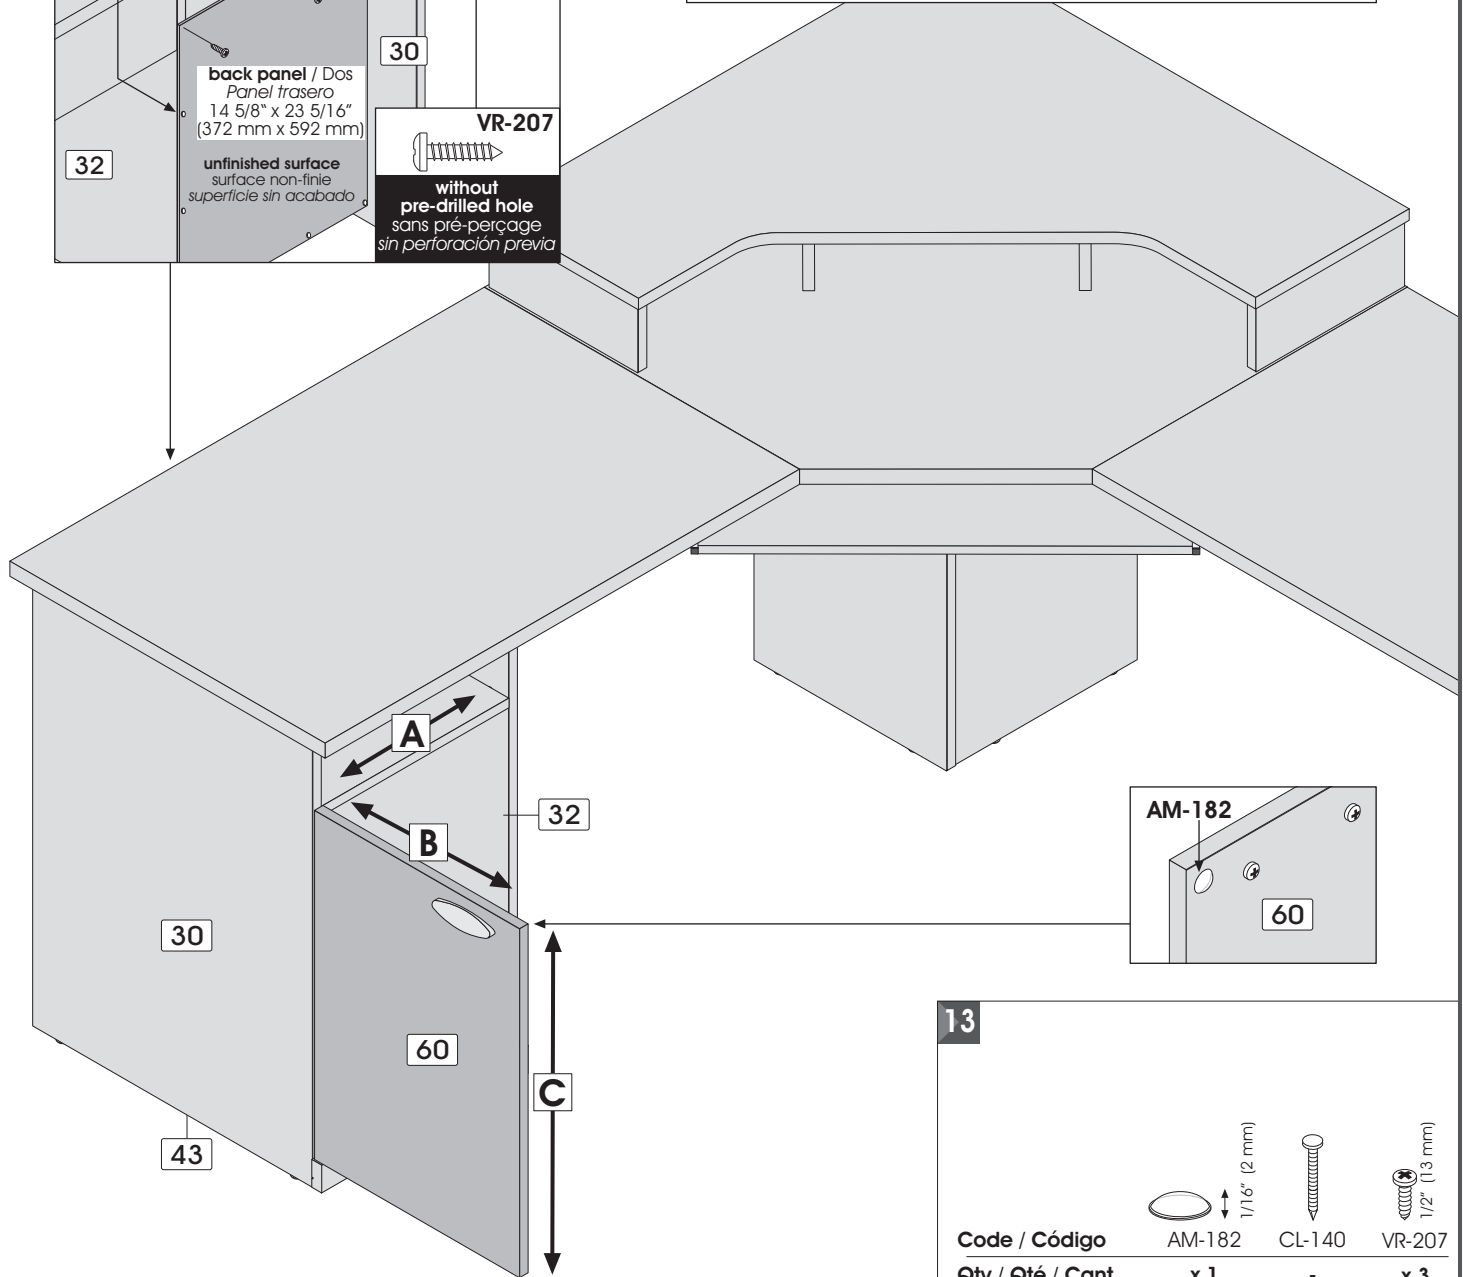 30
back panel / Dos
Panel trasero
14 5/8“ x 23 5/16”
(372 mm x 592 mm)
32
unfinished surface
surface non-finie
superficie sin acabado
VR-207
without
pre-drilled hole
sans pré-perçage
sin perforación previa
A
B
32
30
60
C
43
AM-182
60
13
1/16” (2 mm)
1/2” (13 mm)
Code / Código AM-182 CL-140 VR-207
Qty / Qté / Cant. x 1 - x 3